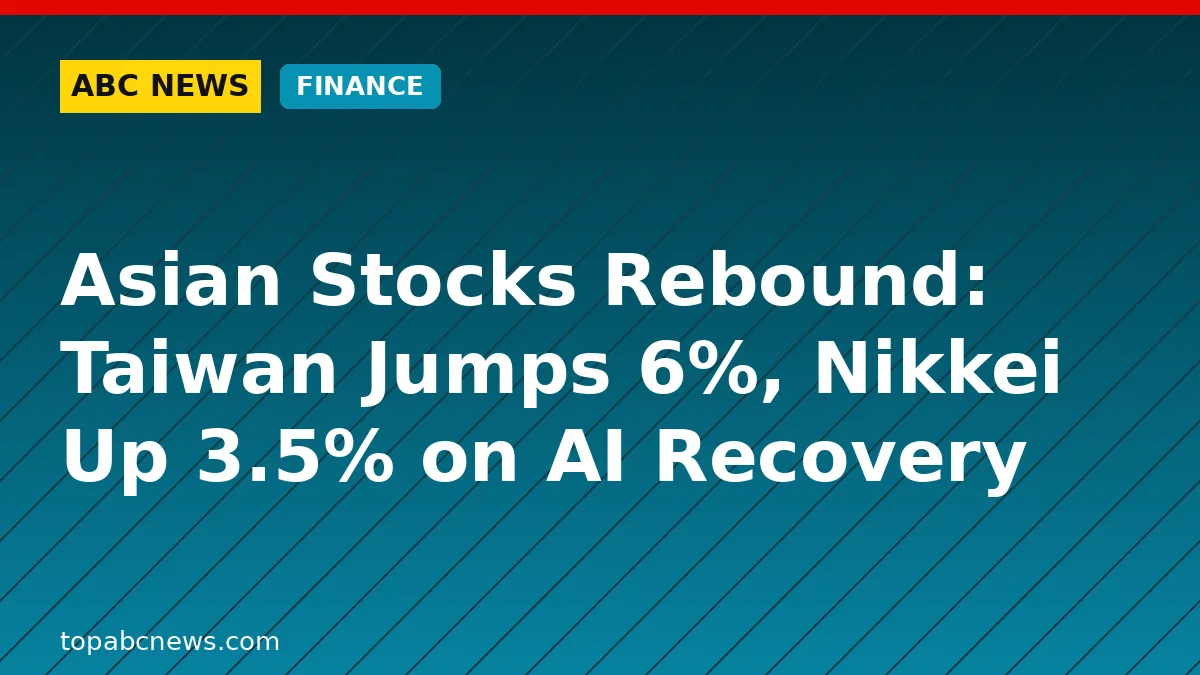 ABC NEWS
FINANCE
Asian Stocks Rebound:
Taiwan Jumps 6%, Nikkei
Up 3.5% on AI Recovery
topabcnews.com